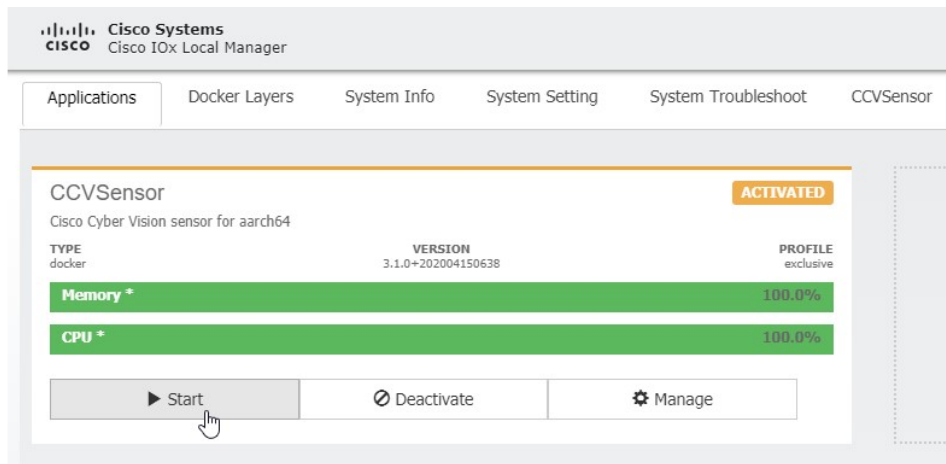 CISCO
Cisco Systems
Cisco IOx Local Manager
Applications Docker Layers System Info System Setting System Troubleshoot CCVSensor
CCVSensor ACTIVATED
Cisco Cyber Vision sensor for aarch64
TYPE VERSION PROFILE
docker 3.1.0+202004150638 exclusive
Memory * 100.0%
CPU * 100.0%
Start Deactivate Manage